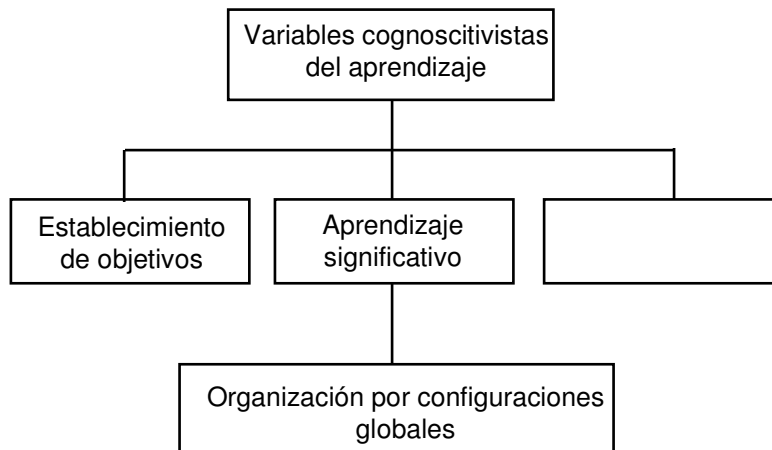 Variables cognoscitivistas
del aprendizaje
Establecimiento
de objetivos
Aprendizaje
significativo
Organización por configuraciones
globales